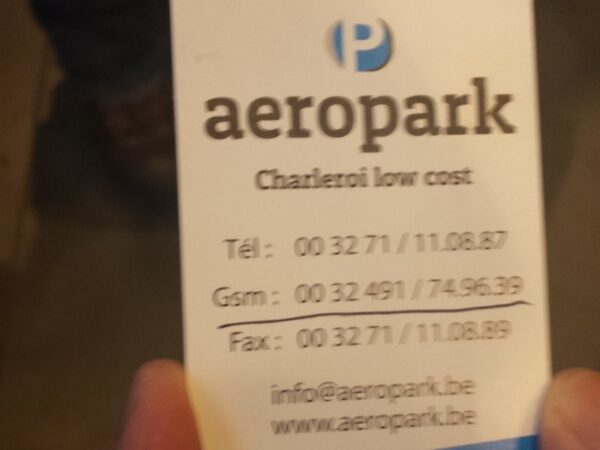 P
aeropark
Charleroi low cost
Tél : 00 32 71 / 11.08.87
Gsm : 00 32 491 / 74.96.39
Fax : 00 32 71 / 11.08.89
info@aeropark.be
www.aeropark.be